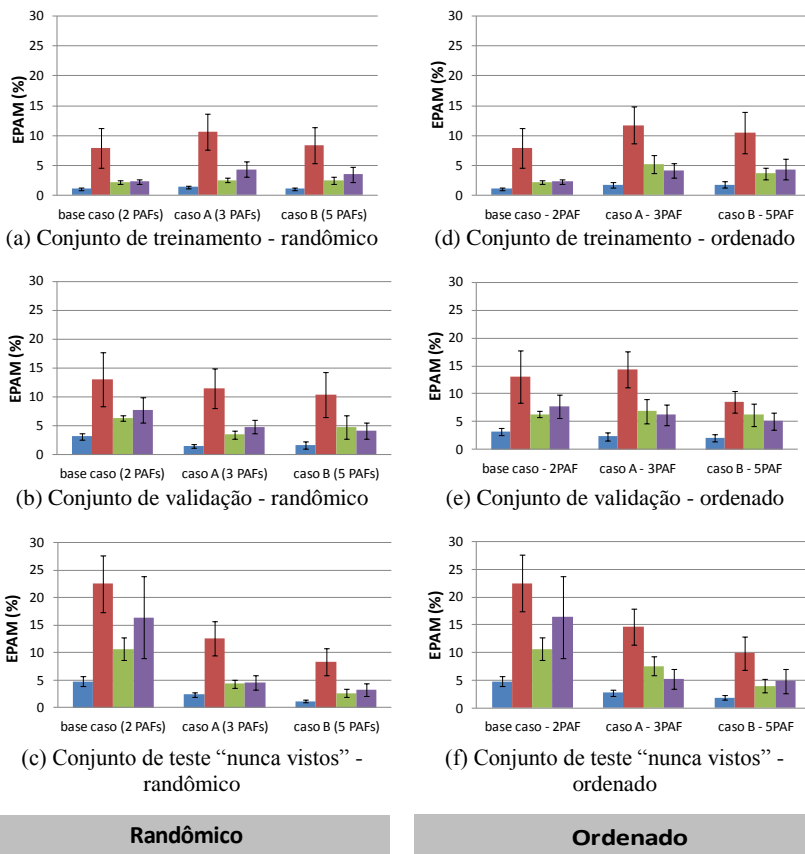 30
25
20
15
10
5
0
EPAM (%)
base caso (2 PAFs) caso A (3 PAFs) caso B (5 PAFs)
(a) Conjunto de treinamento - randômico
30
25
20
15
10
5
0
EPAM (%)
base caso - 2PAF caso A - 3PAF caso B - 5PAF
(d) Conjunto de treinamento - ordenado
30
25
20
15
10
5
0
EPAM (%)
base caso (2 PAFs) caso A (3 PAFs) caso B (5 PAFs)
(b) Conjunto de validação - randômico
30
25
20
15
10
5
0
EPAM (%)
base caso - 2PAF caso A - 3PAF caso B - 5PAF
(e) Conjunto de validação - ordenado
30
25
20
15
10
5
0
EPAM (%)
base caso (2 PAFs) caso A (3 PAFs) caso B (5 PAFs)
(c) Conjunto de teste “nunca vistos” -
randômico
30
25
20
15
10
5
0
EPAM (%)
base caso - 2PAF caso A - 3PAF caso B - 5PAF
(f) Conjunto de teste “nunca vistos” -
ordenado
Randômico
Ordenado